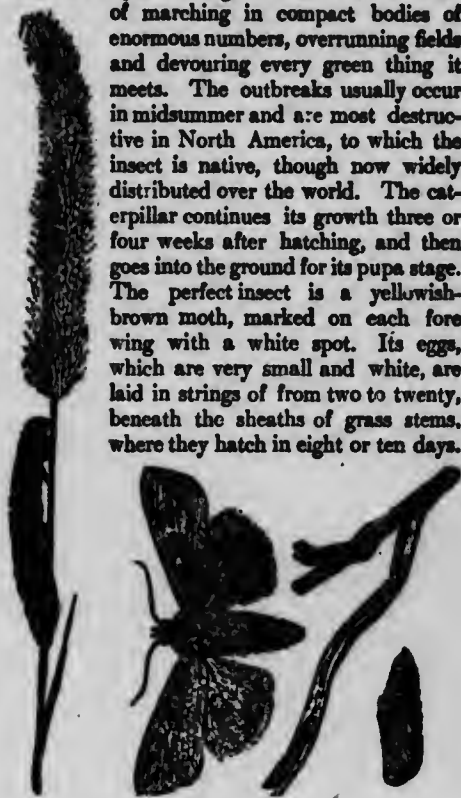 of marching in compact bodies of
enormous numbers, overrunning fields
and devouring every green thing it
meets. The outbreaks usually occur
in midsummer and are most destruc-
tive in North America, to which the
insect is native, though now widely
distributed over the world. The cat-
erpillar continues its growth three or
four weeks after hatching, and then
goes into the ground for its pupa stage.
The perfect insect is a yellowish-
brown moth, marked on each fore
wing with a white spot. Its eggs,
which are very small and white, are
laid in strings of from two to twenty,
beneath the sheaths of grass stems,
where they hatch in eight or ten days.